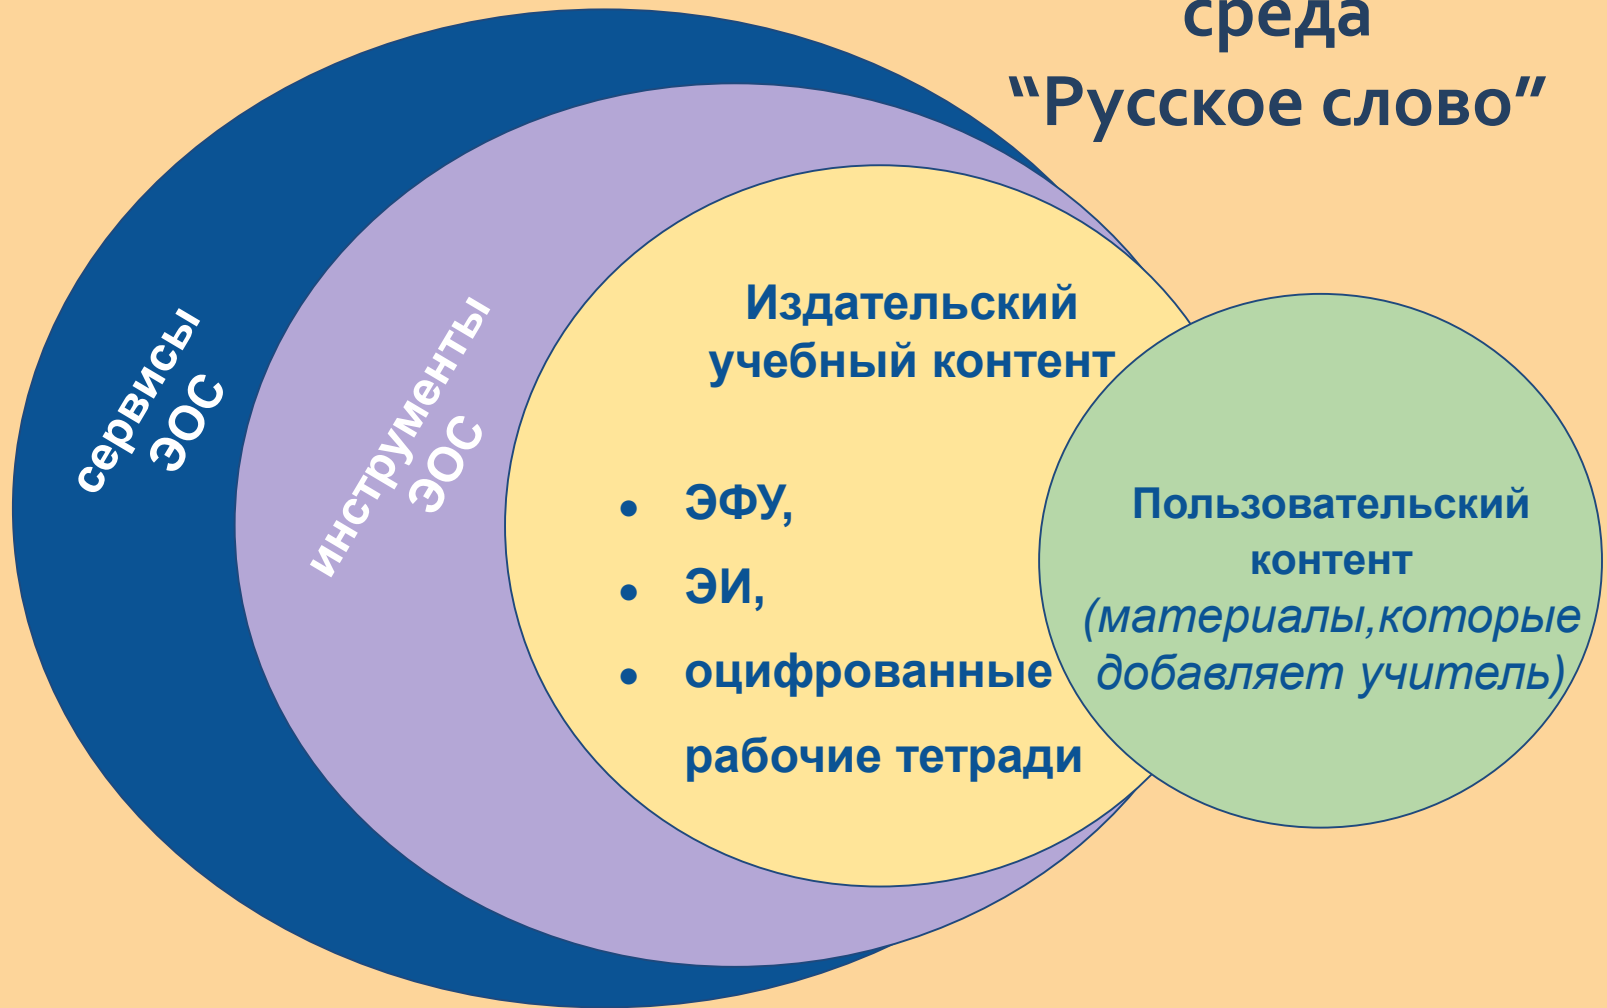 среда
“Русское слово”
сервисы
ЭОС
инструменты
ЭОС
Издательский
учебный контент
● ЭФУ,
● ЭИ,
● оцифрованные
рабочие тетради
Пользовательский
контент
(материалы,которые
добавляет учитель)